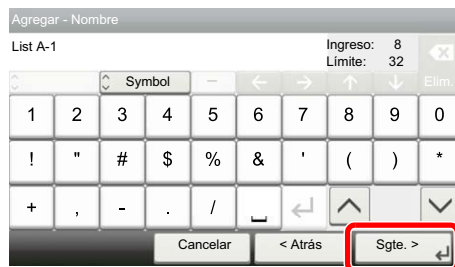 Agregar - Nombre
List A-1
Ingreso: 8
Límite: 32
Symbol
Elim.
1 2 3 4 5 6 7 8 9 0
! " # $ % & ' ( ) *
+ , - . / _
Cancelar < Atrás Sgte. >